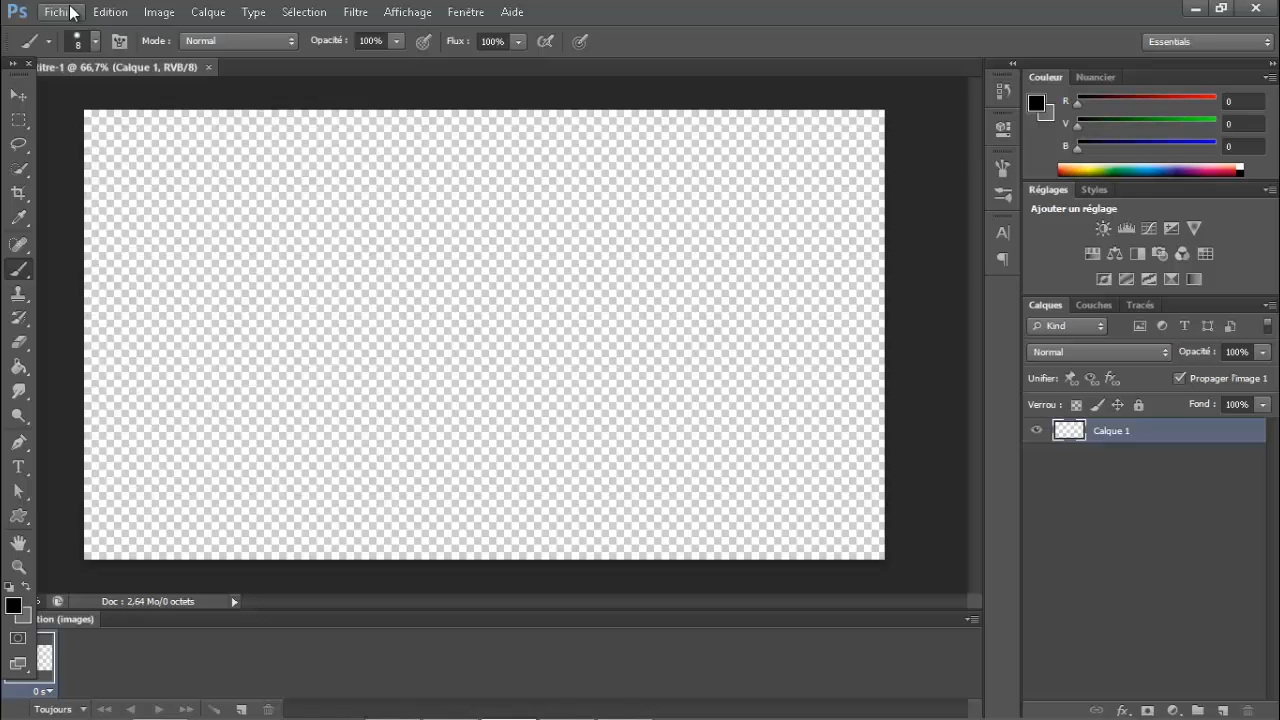 Ps Edition Image Calque Type Sélection Filtre Affichage Fenêtre Aide
8 Mode : Normal Opacité : 100% Flux : 100% Essentials
itre-1 @ 66,7% (Calque 1, RVB/8) ×
Couleur Nuancier
R 0
V 0
B 0
Réglages Styles
Ajouter un réglage
Calques Couches Tracés
Kind
Normal Opacité : 100%
Unifier: Propager l'image 1
Verrou : Fond : 100%
Calque 1
Doc : 2,64 Mo/0 octets
tion (images)
0 s
Toujours